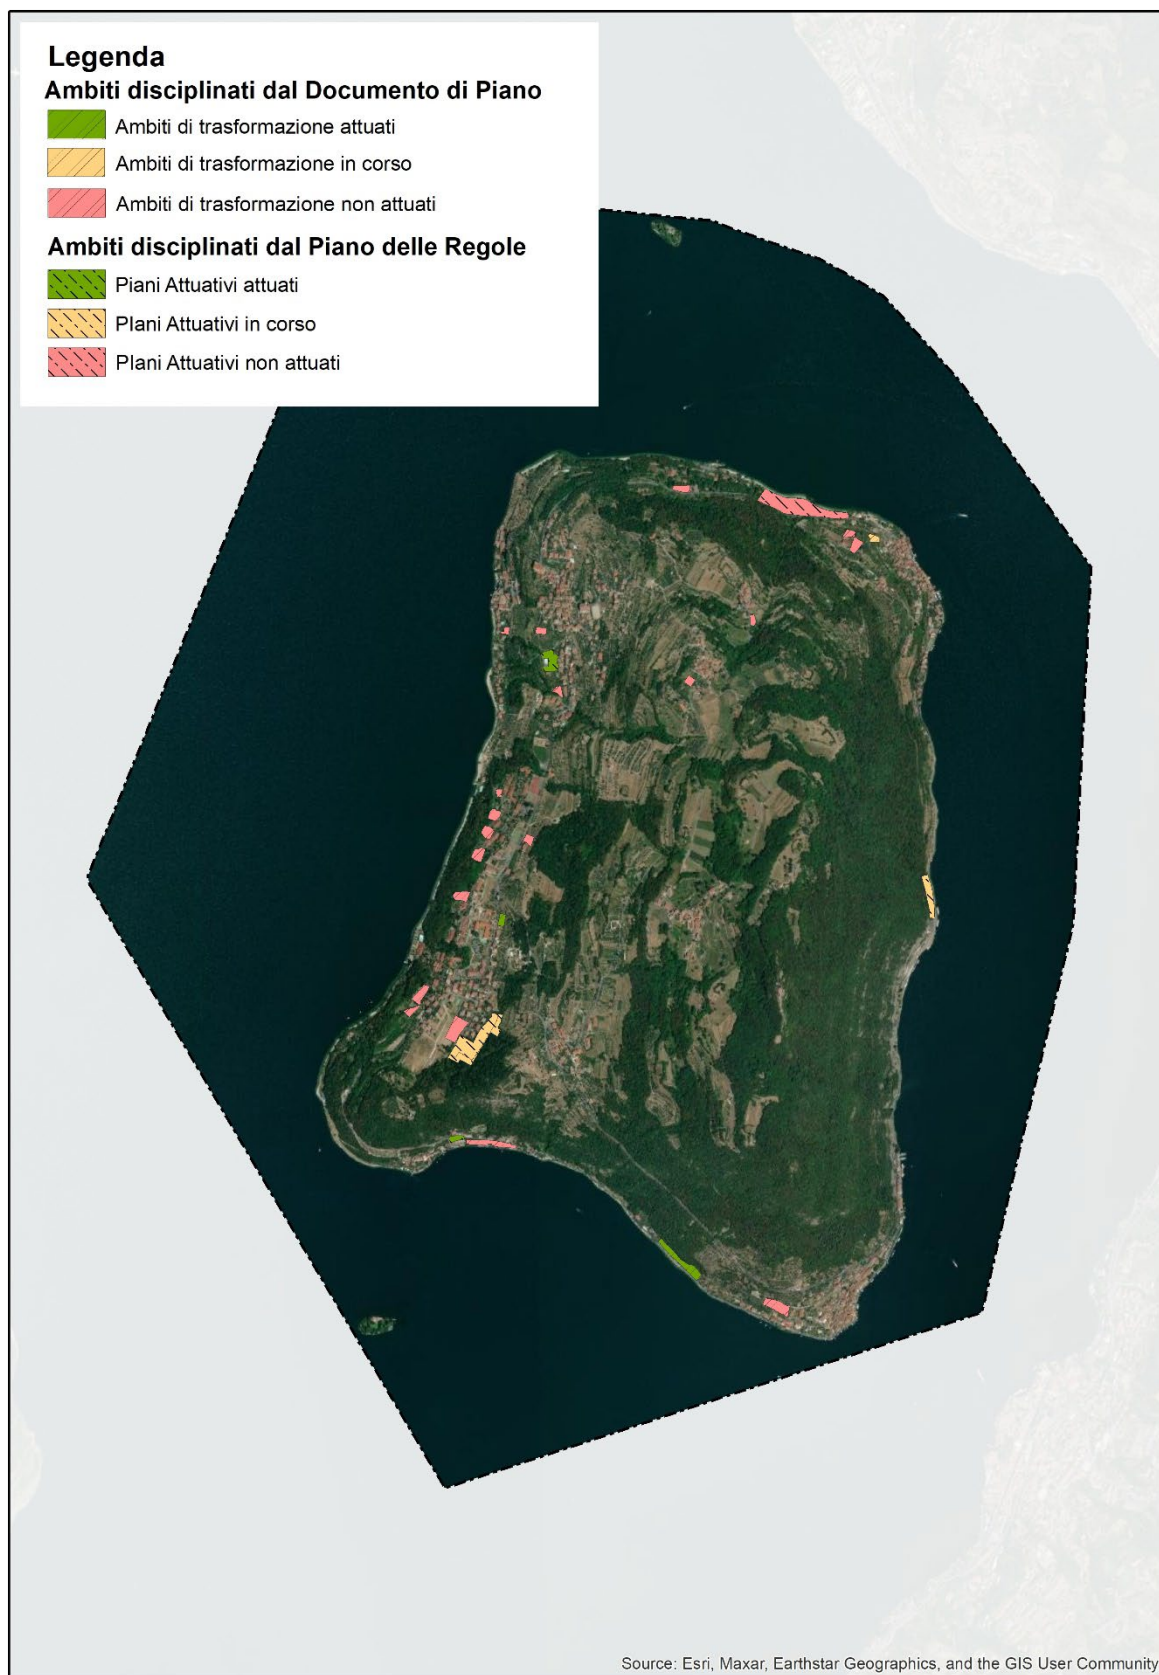 Legenda
Ambiti disciplinati dal Documento di Piano
Ambiti di trasformazione attuati
Ambiti di trasformazione in corso
Ambiti di trasformazione non attuati
Ambiti disciplinati dal Piano delle Regole
Piani Attuativi attuati
PIani Attuativi in corso
PIani Attuativi non attuati
Source: Esri, Maxar, Earthstar Geographics, and the GIS User Community